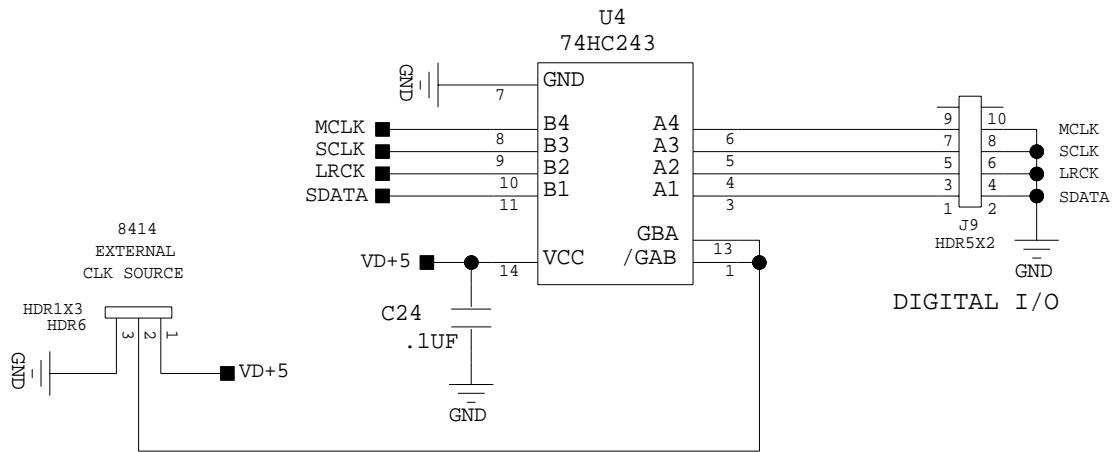 U4
74HC243
GND
7
GND
MCLK
8
B4
A4
6
9
10
MCLK
SCLK
9
B3
A3
5
7
8
SCLK
LRCK
10
B2
A2
4
5
6
LRCK
SDATA
11
B1
A1
3
3
4
SDATA
1
2
J9
HDR5X2
GND
DIGITAL I/O
GBA
13
VD+5
14
VCC
/GAB
1
C24
.1UF
GND
8414
EXTERNAL
CLK SOURCE
HDR1X3
HDR6
3
2
1
GND
VD+5